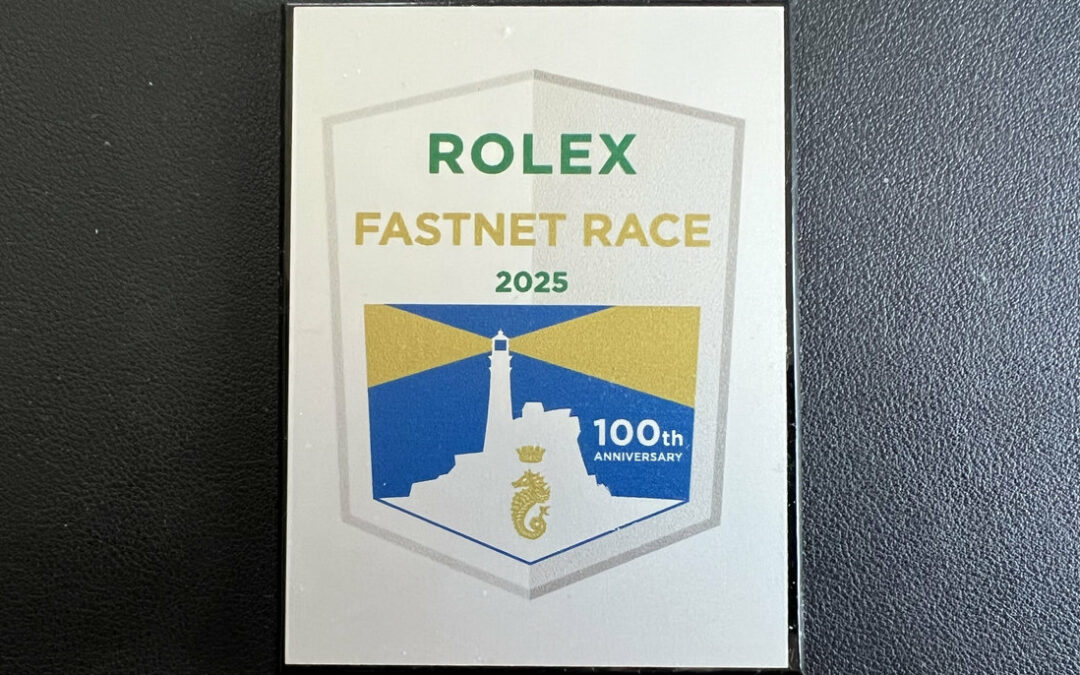 ROLEX
FASTNET RACE
2025
100th
ANNIVERSARY